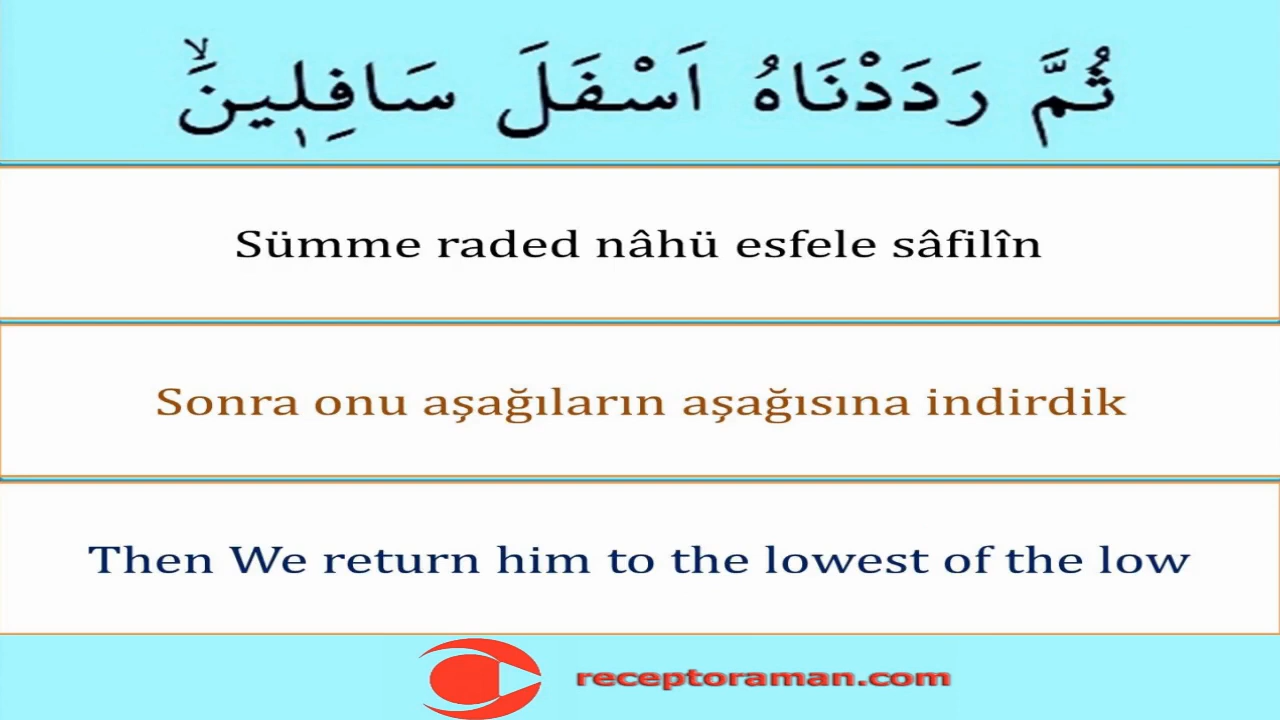 ثُمَّ رَدَدْنَاهُ اَسْفَلَ سَافِلٖينَۙ
Sümme raded nâhü esfele sâfilîn
Sonra onu aşağıların aşağısına indirdik
Then We return him to the lowest of the low
receptoraman.com